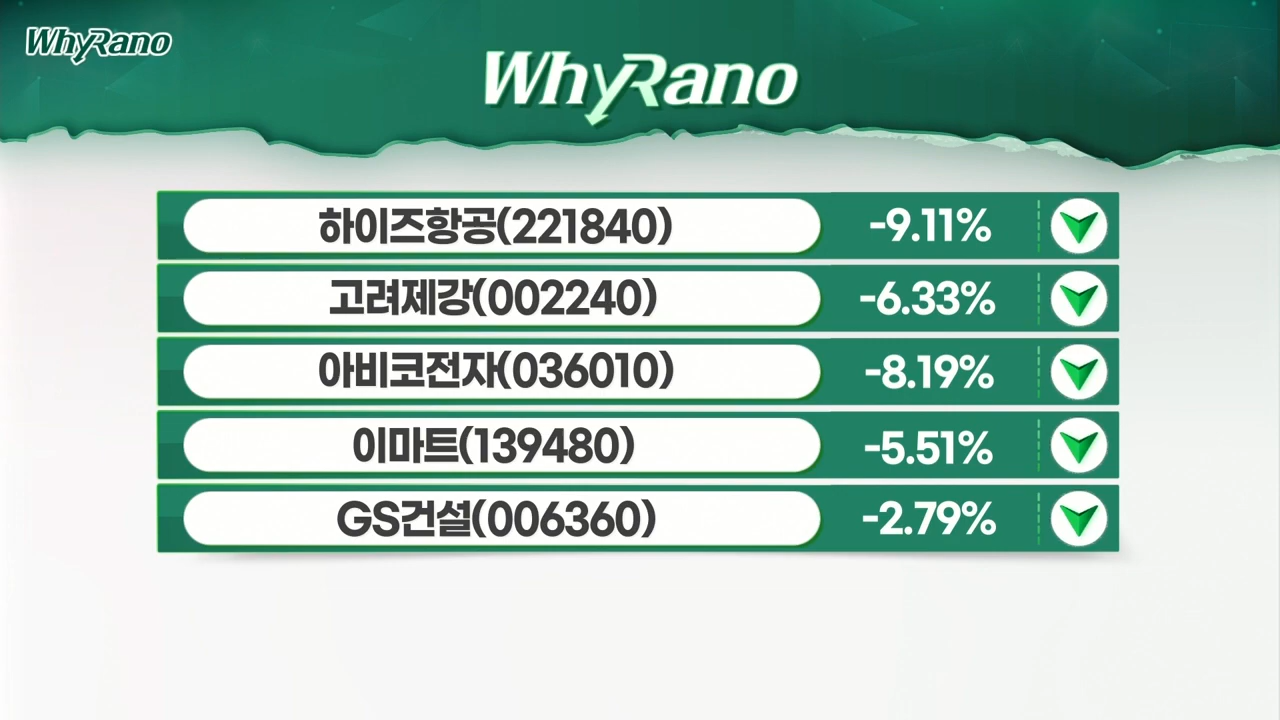 WhyRano
WhyRano
하이즈항공(221840) -9.11%
고려제강(002240) -6.33%
아비코전자(036010) -8.19%
이마트(139480) -5.51%
GS건설(006360) -2.79%